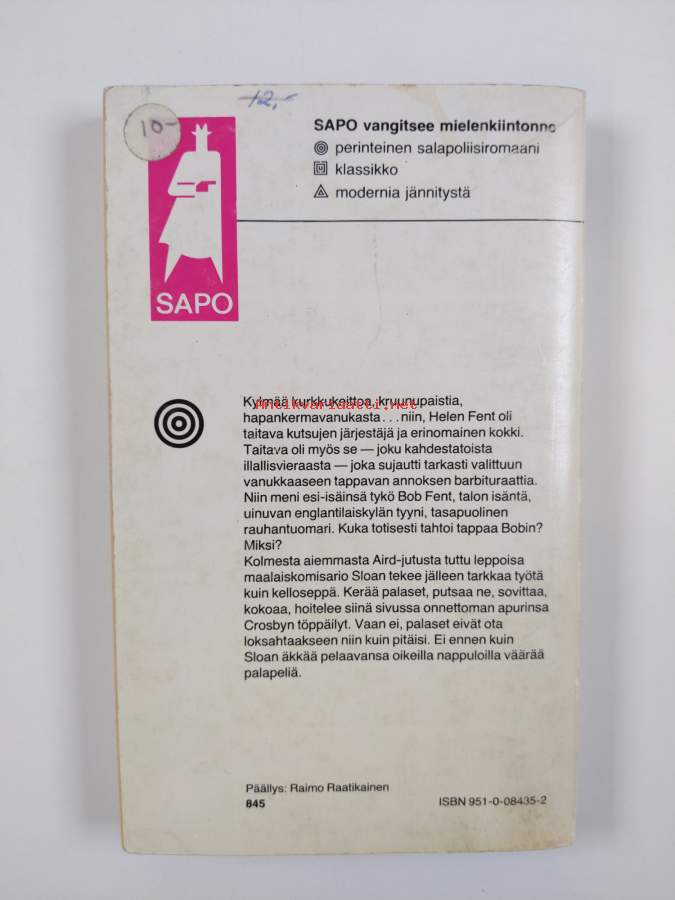 12,-
10-
SAPO vangitsee mielenkiintonne
perinteinen salapoliisiromaani
klassikko
modernia jännitystä
SAPO
Kylmää kurkkukeittoa, kruunupaistia,
Antikvariaatti.net
hapankermavanukasta...niin, Helen Fent oli
taitava kutsujen järjestäjä ja erinomainen kokki.
Taitava oli myös se — joku kahdestatoista
illallisvieraasta — joka sujautti tarkasti valittuun
vanukkaaseen tappavan annoksen barbituraattia.
Niin meni esi-isäinsä tykö Bob Fent, talon isäntä,
uinuvan englantilaiskylän tyyni, tasapuolinen
rauhantuomari. Kuka totisesti tahtoi tappaa Bobin?
Miksi?
Kolmesta aiemmasta Aird-jutusta tuttu leppoisa
maalaiskomisario Sloan tekee jälleen tarkkaa työtä
kuin kelloseppä. Kerää palaset, putsaa ne, sovittaa,
kokoaa, hoitelee siinä sivussa onnettoman apurinsa
Crosbyn töppäilyt. Vaan ei, palaset eivät ota
loksahtaakseen niin kuin pitäisi. Ei ennen kuin
Sloan äkkää pelaavansa oikeilla nappuloilla väärää
palapeliä.
Päällys: Raimo Raatikainen
845
ISBN 951-0-08435-2